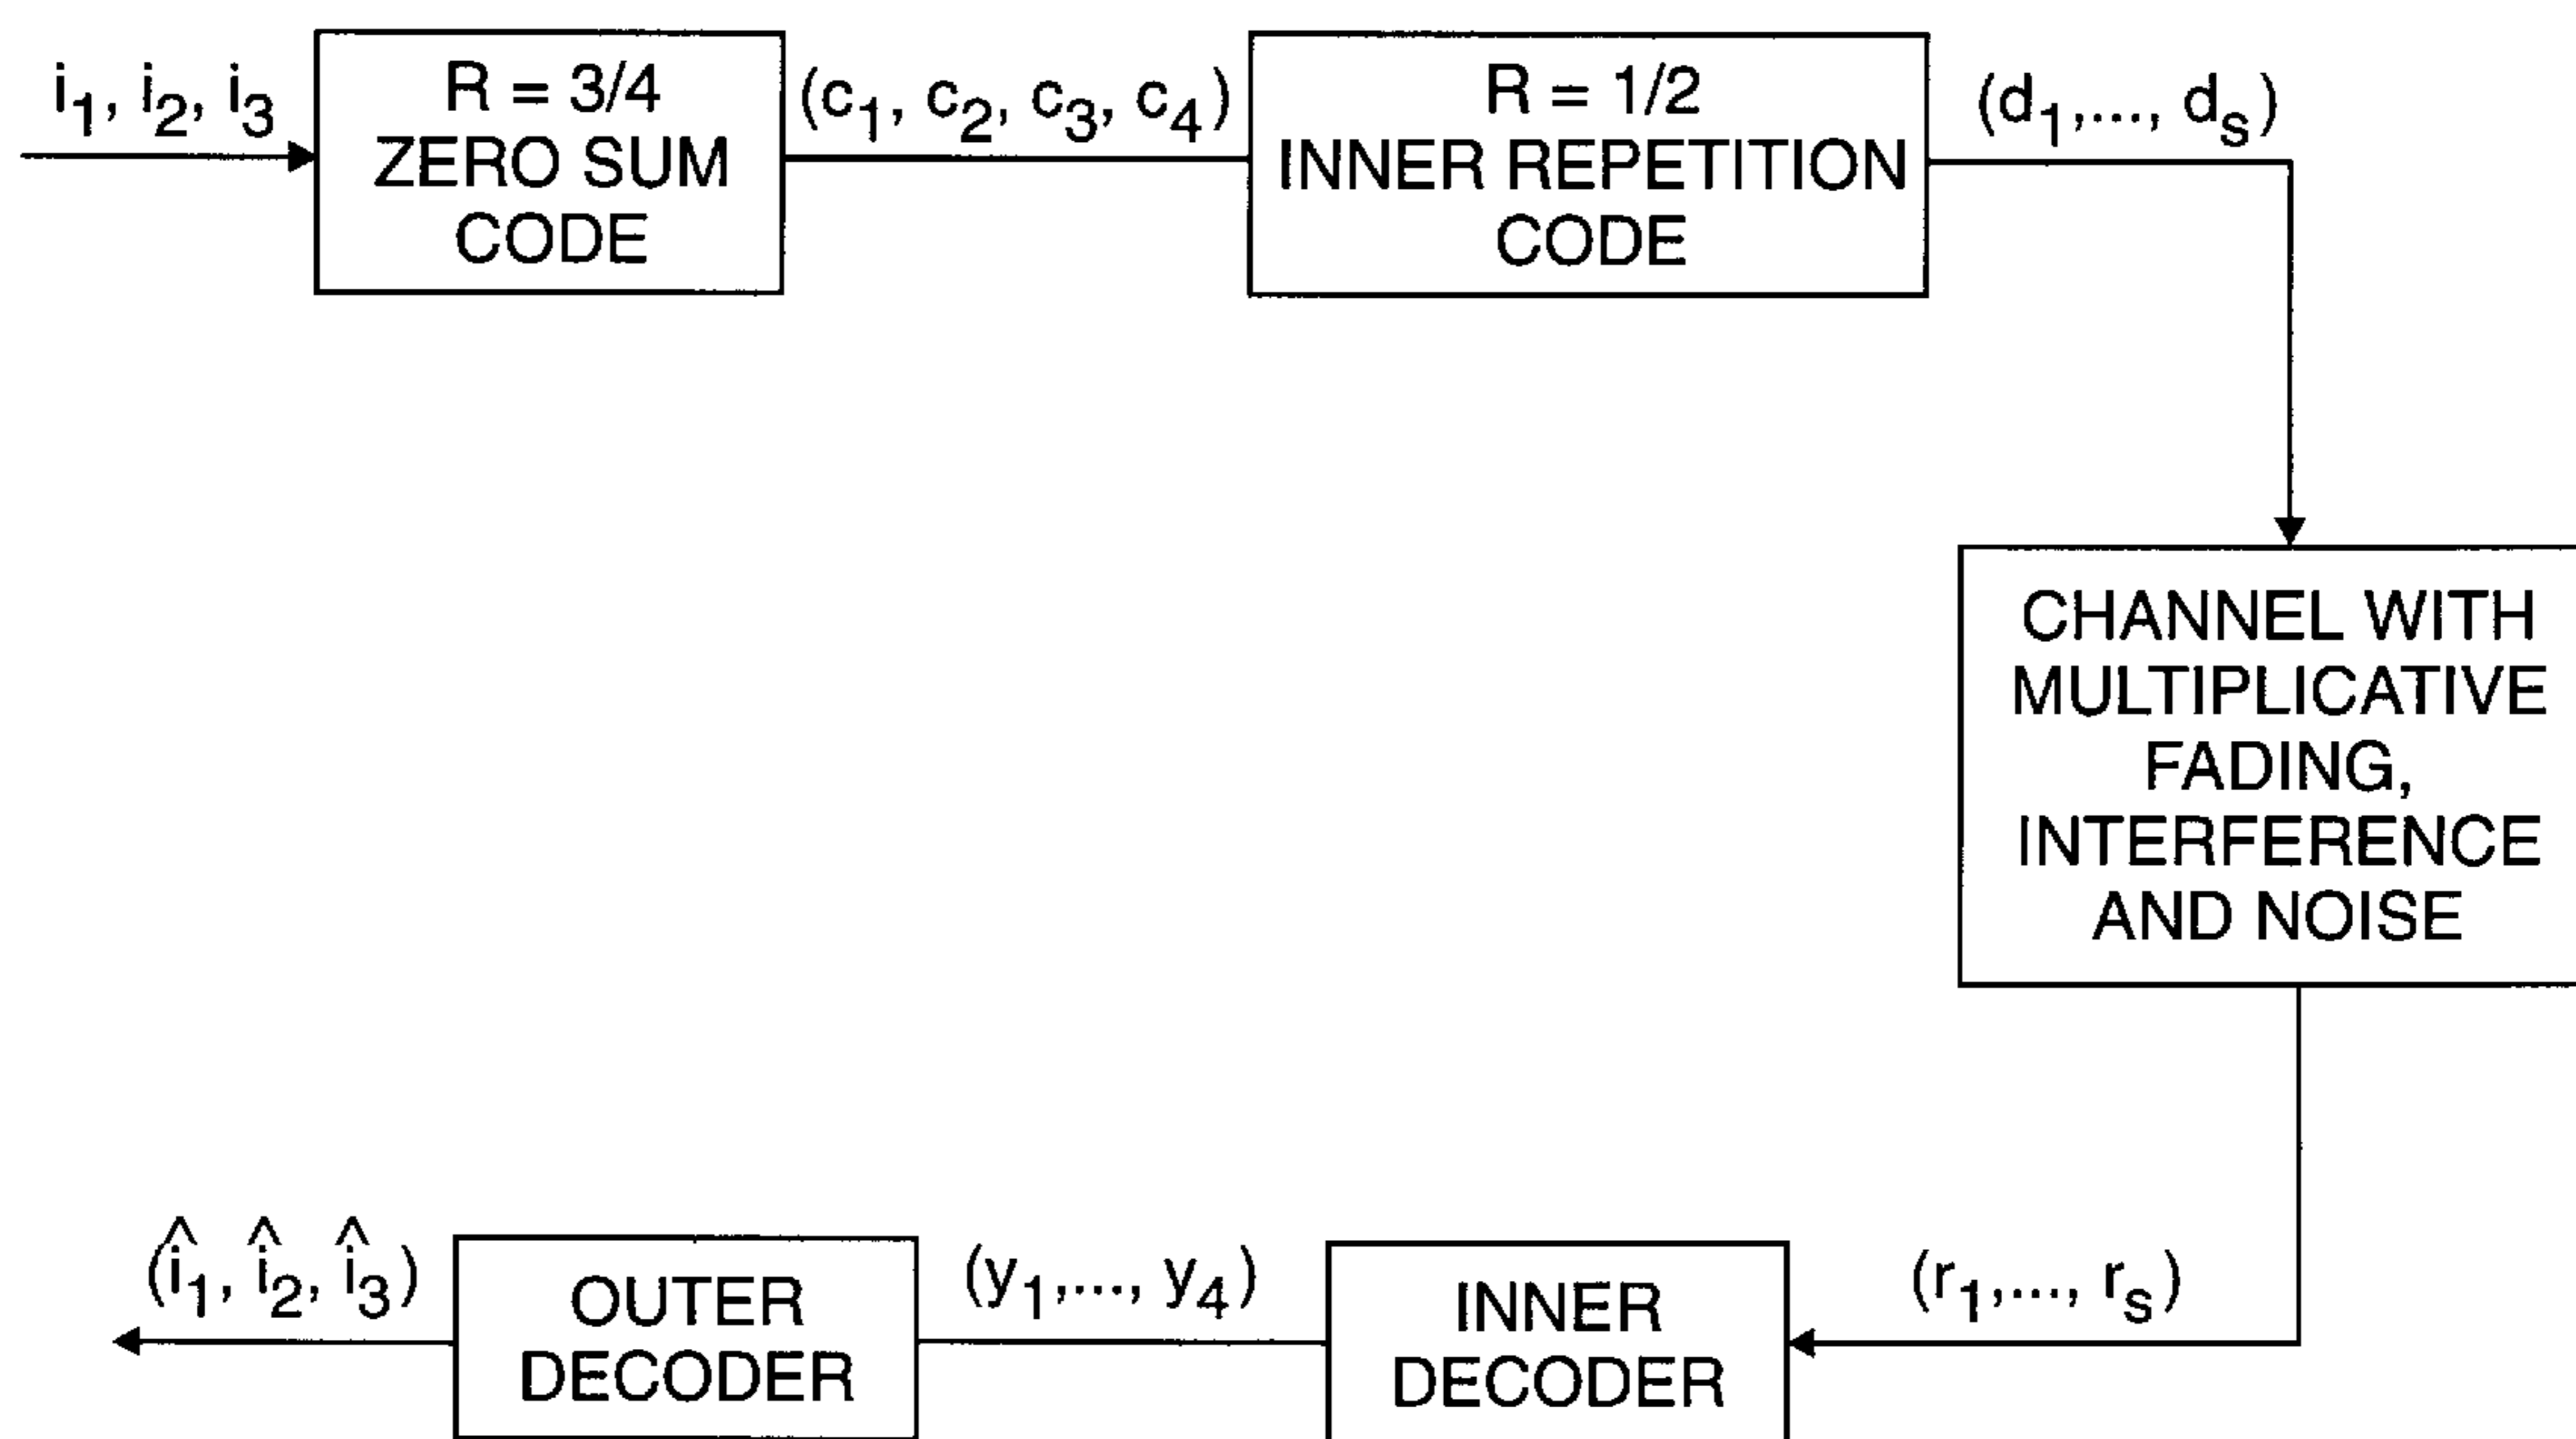 i1, i2, i3
R = 3/4
ZERO SUM
CODE
(c1, c2, c3, c4)
R = 1/2
INNER REPETITION
CODE
(d1,..., ds)
CHANNEL WITH
MULTIPLICATIVE
FADING,
INTERFERENCE
AND NOISE
(r1,..., rs)
INNER
DECODER
(y1,..., y4)
OUTER
DECODER
(î1, î2, î3)